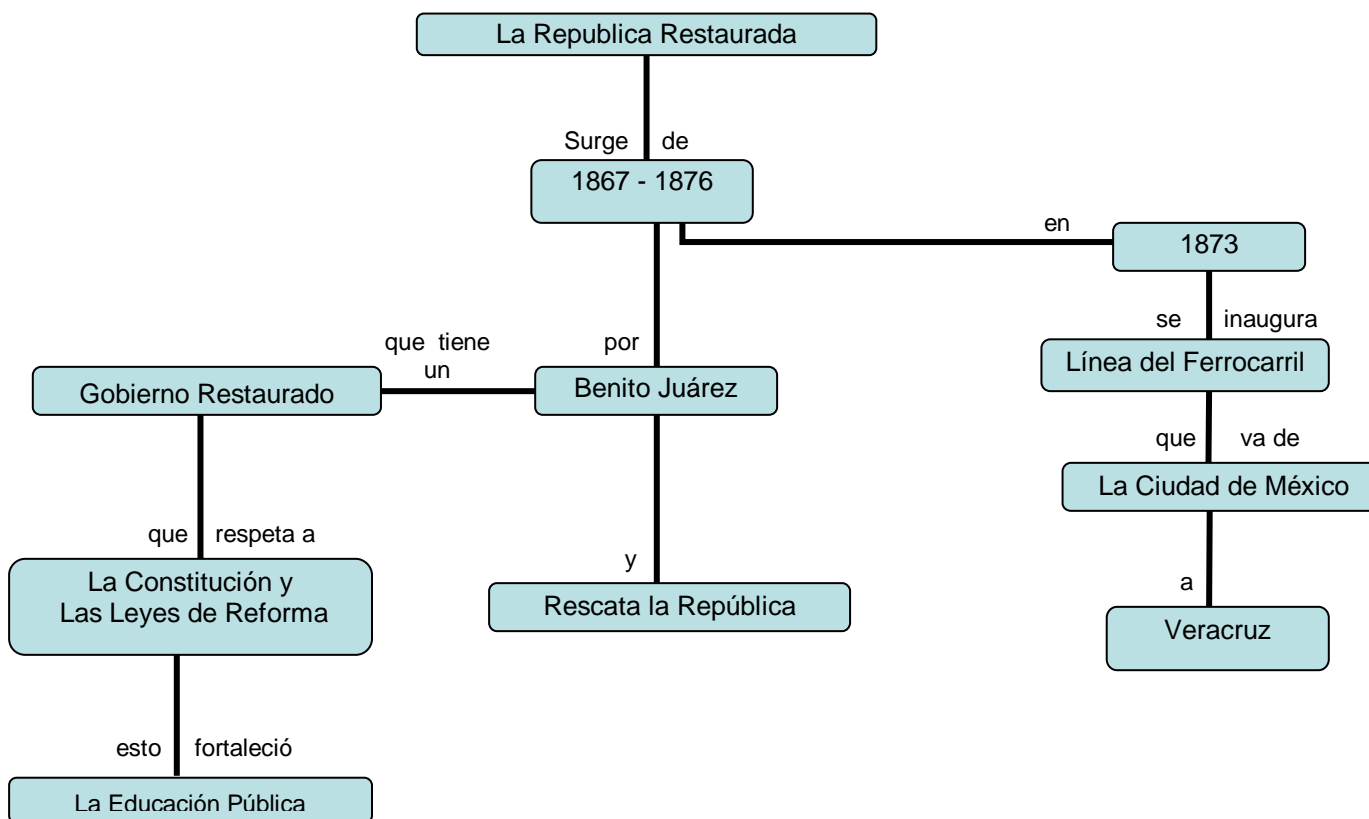 La Republica Restaurada
Surge de
1867 - 1876
en
1873
se inaugura
que tiene
un
por
Línea del Ferrocarril
Gobierno Restaurado
Benito Juárez
que va de
La Ciudad de México
que respeta a
y
a
La Constitución y
Las Leyes de Reforma
Rescata la República
Veracruz
esto fortaleció
La Educación Pública